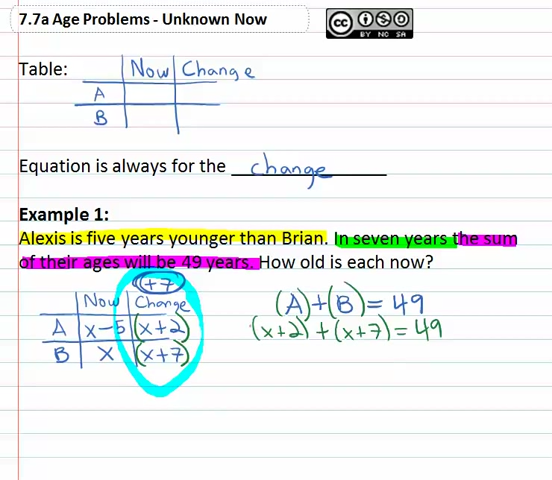 7.7a Age Problems - Unknown Now
cc BY NC SA
Table: Now Change
A
B
Equation is always for the change
Example 1:
Alexis is five years younger than Brian. In seven years the sum
of their ages will be 49 years. How old is each now?
+7
Now Change
A x-5 (x+2)
B x (x+7)
(A)+(B)=49
(x+2)+(x+7)=49